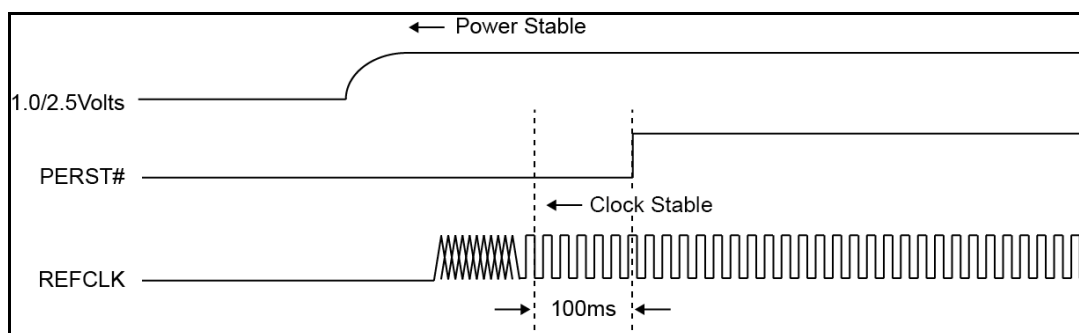 Power Stable
1.0/2.5Volts
PERST#
Clock Stable
REFCLK
100ms